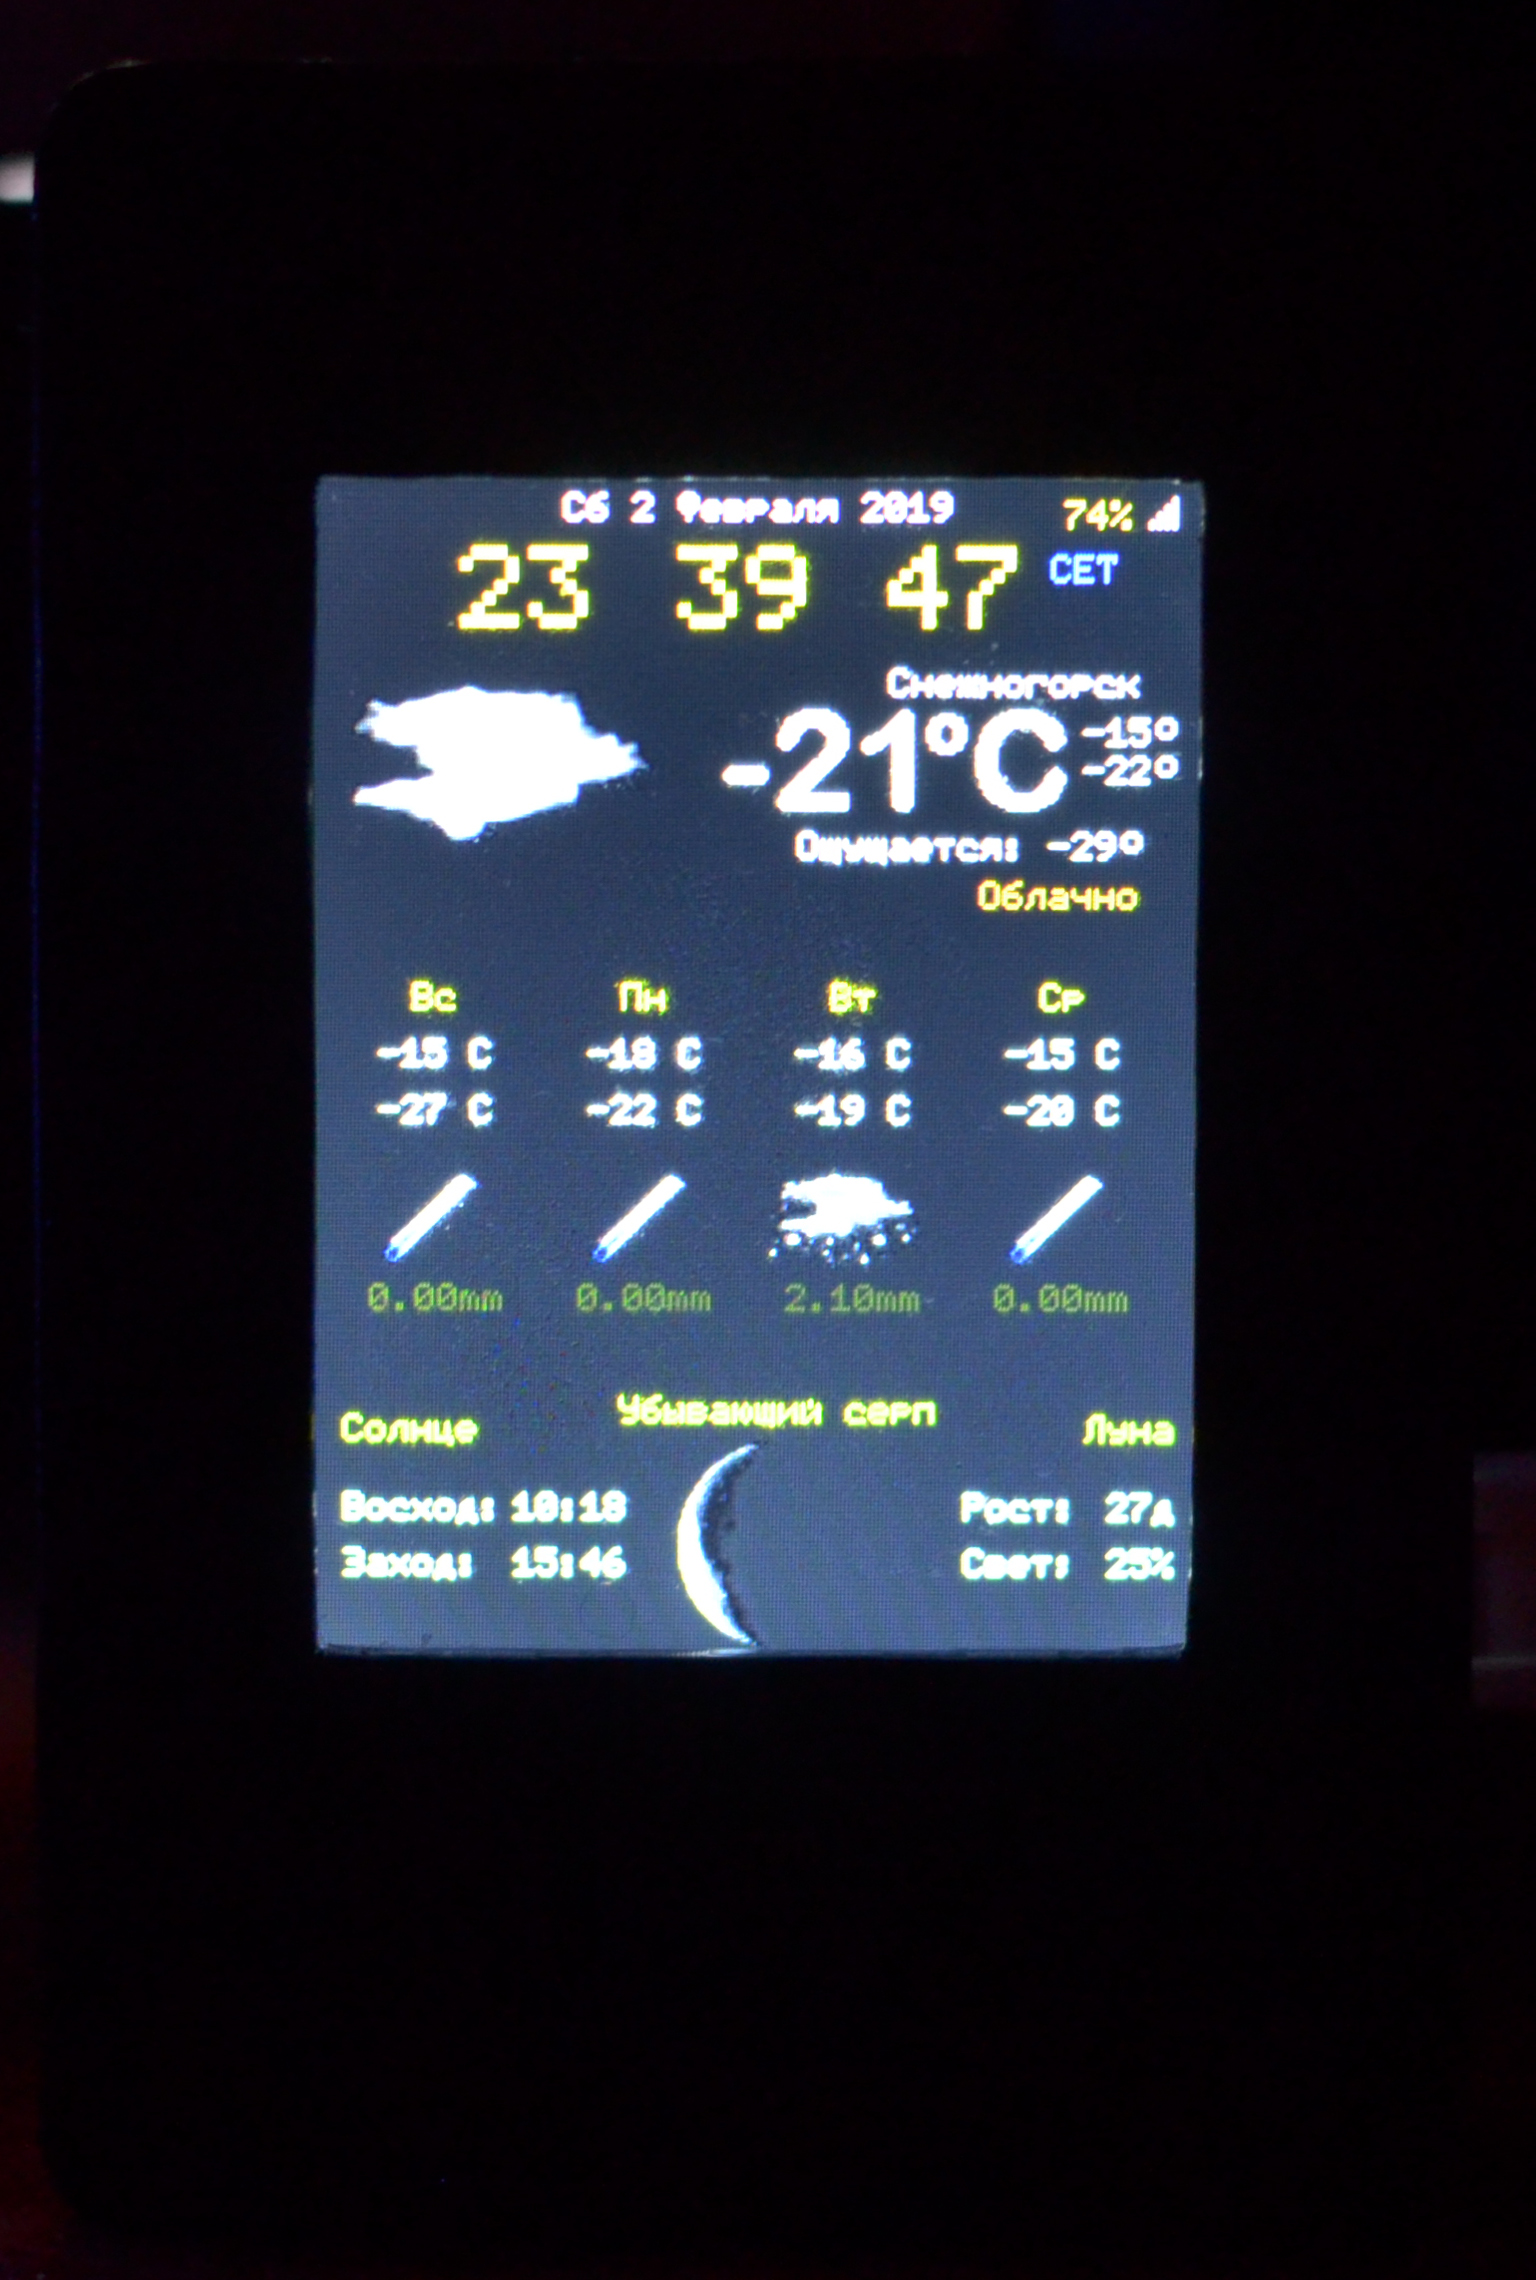 Сб 2 Февраля 2019 74%
23 39 47 CET
Снежногорск
-21°C -15°
-22°
Ощущается: -29°
Облачно
Вс Пн Вт Ср
-15 C -18 C -16 C -15 C
-27 C -22 C -19 C -20 C
0.00mm 0.00mm 2.10mm 0.00mm
Убывающий серп
Солнце Луна
Восход: 10:18 Рост: 27д
Заход: 15:46 Свет: 25%